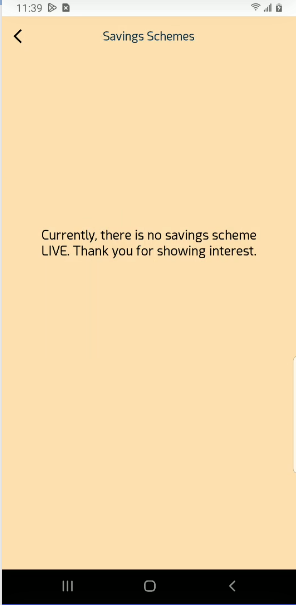 11:39
Savings Schemes
Currently, there is no savings scheme
LIVE. Thank you for showing interest.